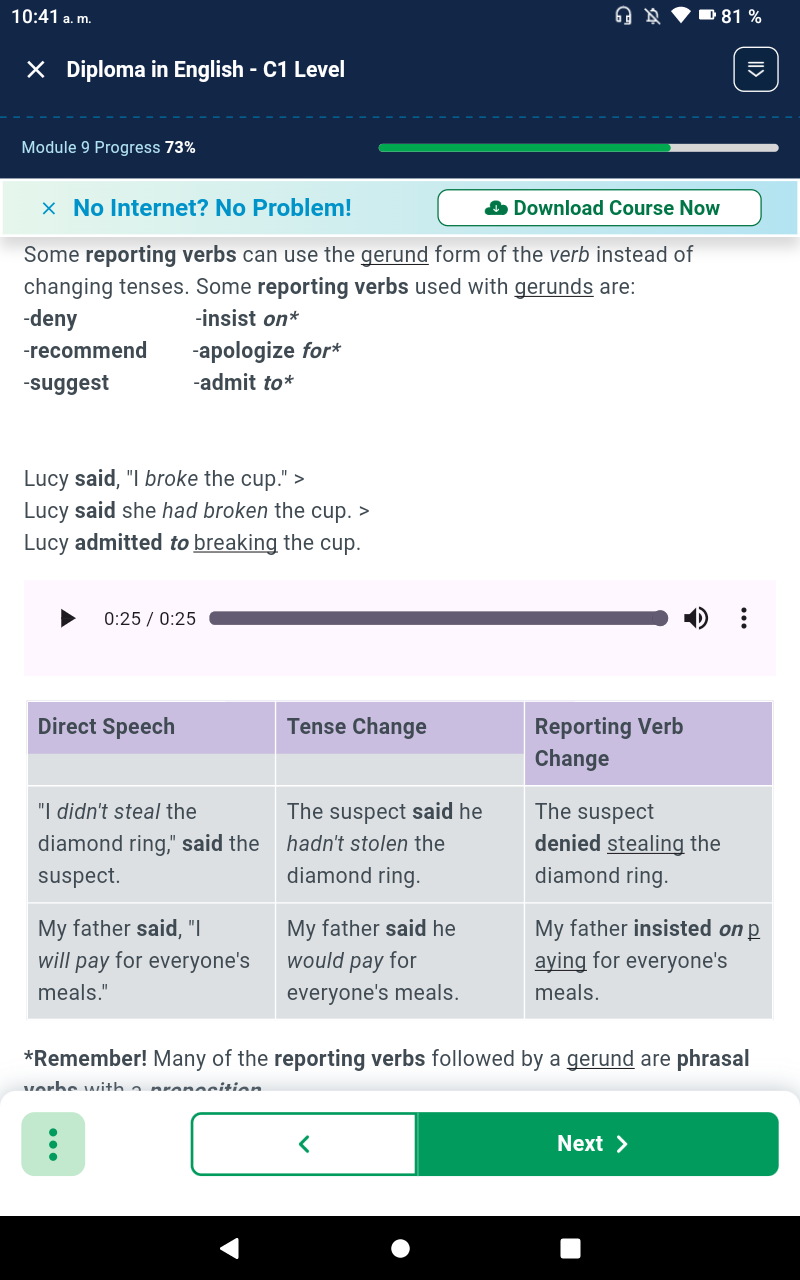 10:41 a. m.
81 %
Diploma in English - C1 Level
Module 9 Progress 73%
× No Internet? No Problem!
Download Course Now
Some reporting verbs can use the gerund form of the verb instead of
changing tenses. Some reporting verbs used with gerunds are:
-deny -insist on*
-recommend -apologize for*
-suggest -admit to*
Lucy said, "I broke the cup." >
Lucy said she had broken the cup. >
Lucy admitted to breaking the cup.
0:25 / 0:25
Direct Speech
Tense Change
Reporting Verb
Change
"I didn't steal the
diamond ring," said the
suspect.
The suspect said he
hadn't stolen the
diamond ring.
The suspect
denied stealing the
diamond ring.
My father said, "I
will pay for everyone's
meals."
My father said he
would pay for
everyone's meals.
My father insisted on p
aying for everyone's
meals.
*Remember! Many of the reporting verbs followed by a gerund are phrasal
verbs with a preposition
Next